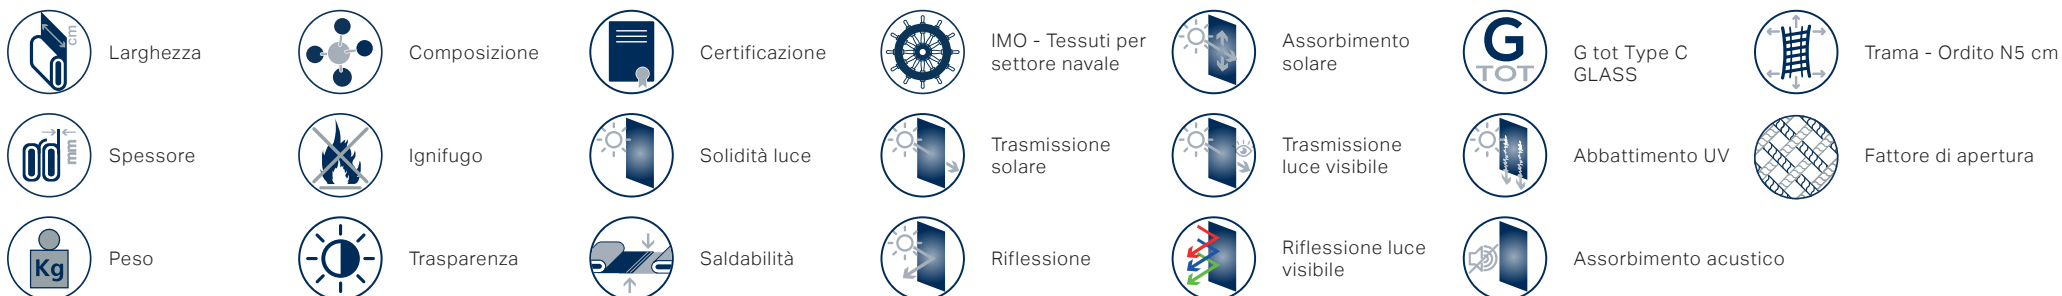 cm
Larghezza
Composizione
Certificazione
IMO - Tessuti per
settore navale
Assorbimento
solare
G
TOT
G tot Type C
GLASS
Trama - Ordito N5 cm
mm
Spessore
Ignifugo
Solidità luce
Trasmissione
solare
Trasmissione
luce visibile
Abbattimento UV
Fattore di apertura
Kg
Peso
Trasparenza
Saldabilità
Riflessione
Riflessione luce
visibile
Assorbimento acustico